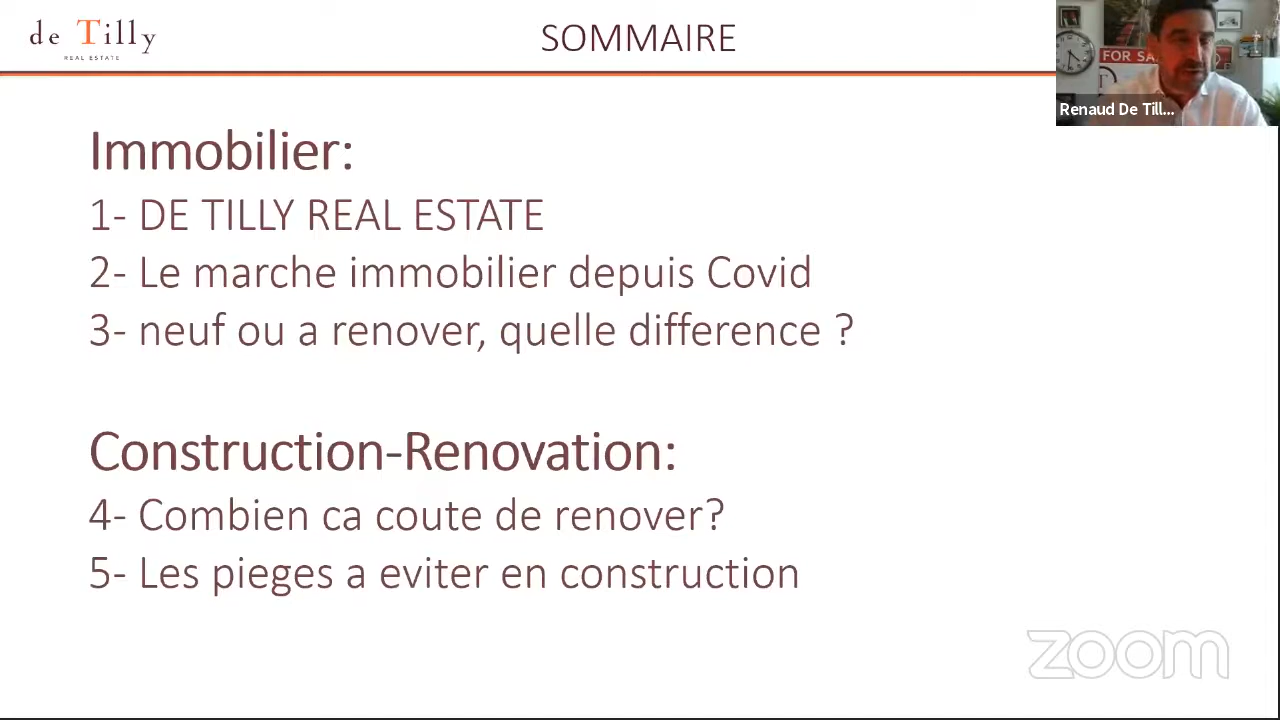 de Tilly
REAL ESTATE
SOMMAIRE
FOR SA
Renaud De Till...
Immobilier:
1- DE TILLY REAL ESTATE
2- Le marche immobilier depuis Covid
3- neuf ou a renover, quelle difference ?
Construction-Renovation:
4- Combien ca coute de renover?
5- Les pieges a eviter en construction
zoom